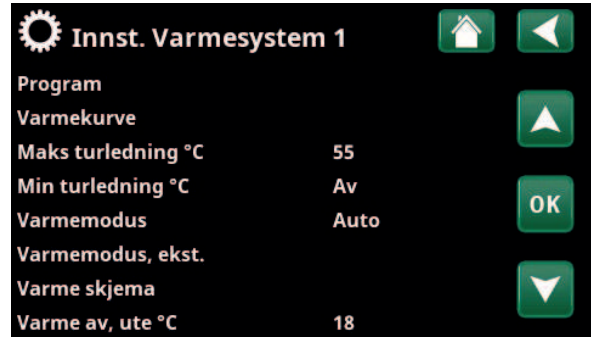 Innst. Varmesystem 1
Program
Varmekurve
Maks turledning °C 55
Min turledning °C Av
Varmemodus Auto
OK
Varmemodus, ekst.
Varme skjema
Varme av, ute °C 18